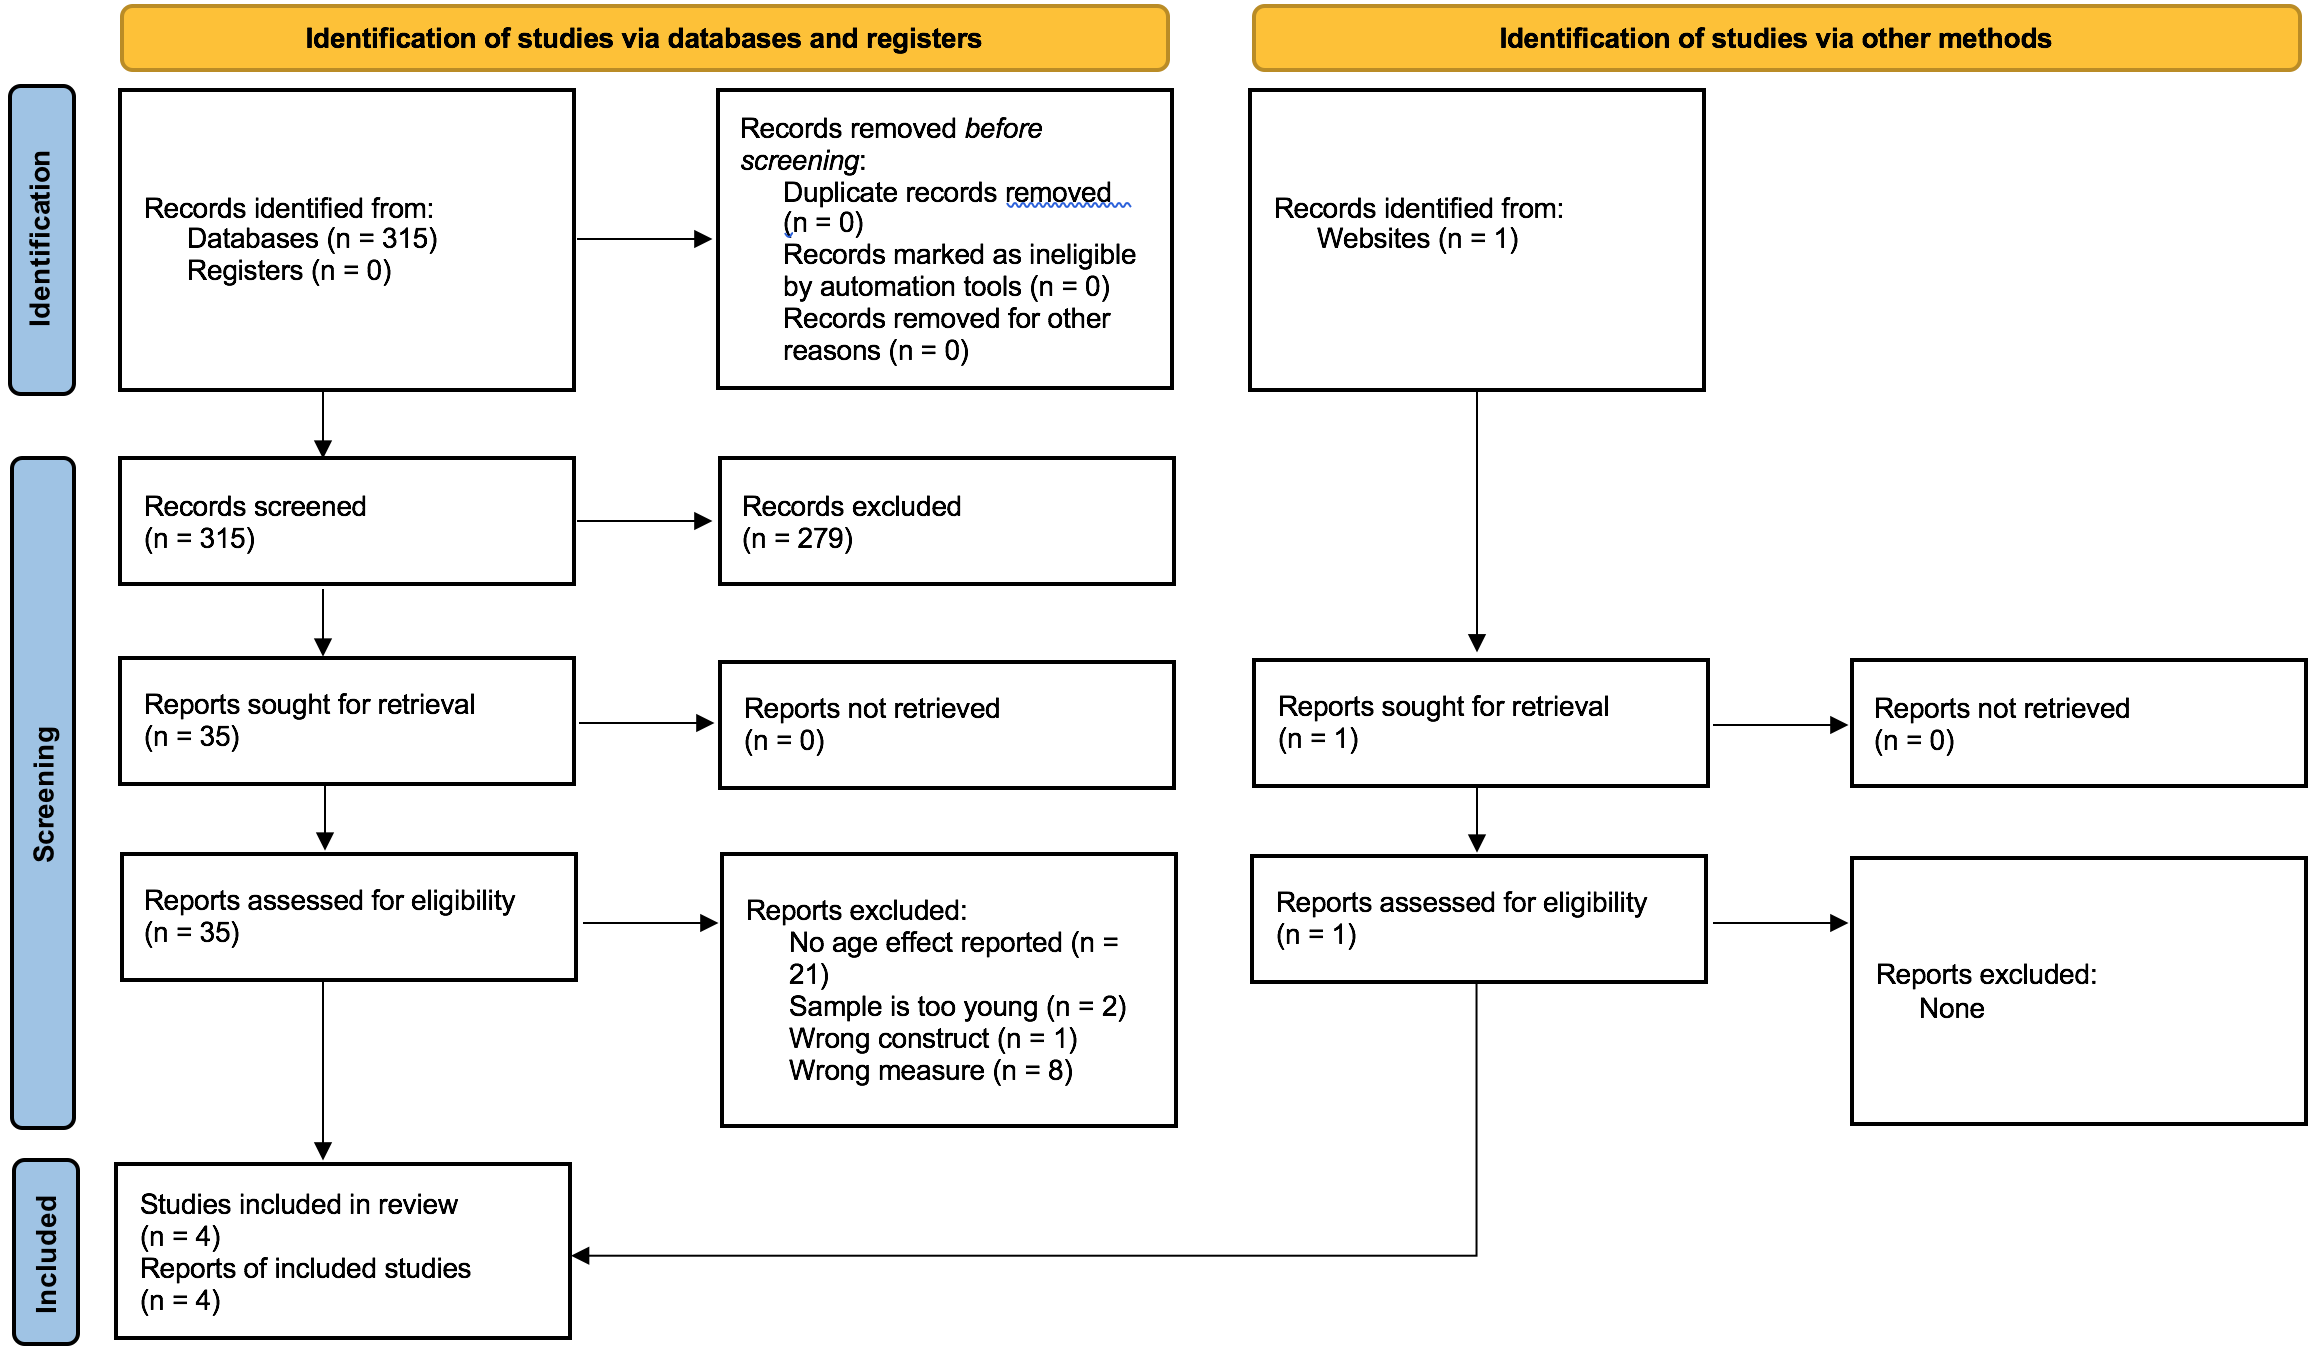 Identification of studies via databases and registers
Identification of studies via other methods
Identification
Records identified from:
Databases (n = 315)
Registers (n = 0)
Records removed before
screening:
Duplicate records removed
(n = 0)
Records marked as ineligible
by automation tools (n = 0)
Records removed for other
reasons (n = 0)
Records identified from:
Websites (n = 1)
Screening
Records screened
(n = 315)
Records excluded
(n = 279)
Reports sought for retrieval
(n = 35)
Reports not retrieved
(n = 0)
Reports sought for retrieval
(n = 1)
Reports not retrieved
(n = 0)
Reports assessed for eligibility
(n = 35)
Reports excluded:
No age effect reported (n =
21)
Sample is too young (n = 2)
Wrong construct (n = 1)
Wrong measure (n = 8)
Reports assessed for eligibility
(n = 1)
Reports excluded:
None
Included
Studies included in review
(n = 4)
Reports of included studies
(n = 4)